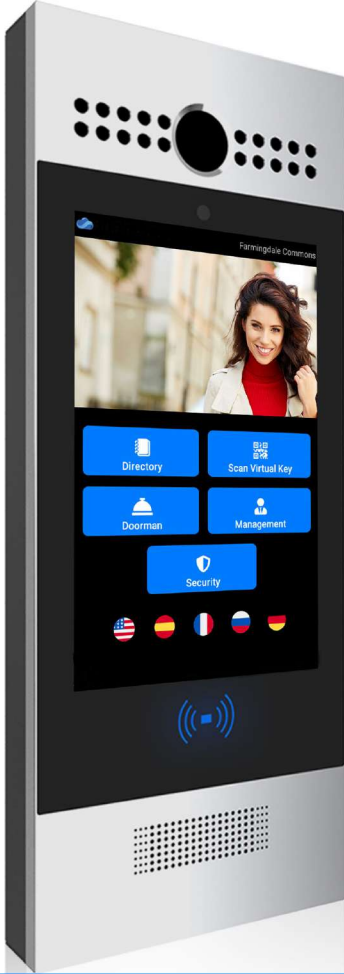 Farmingdale Commons
Directory
Scan Virtual Key
Doorman
Management
Security